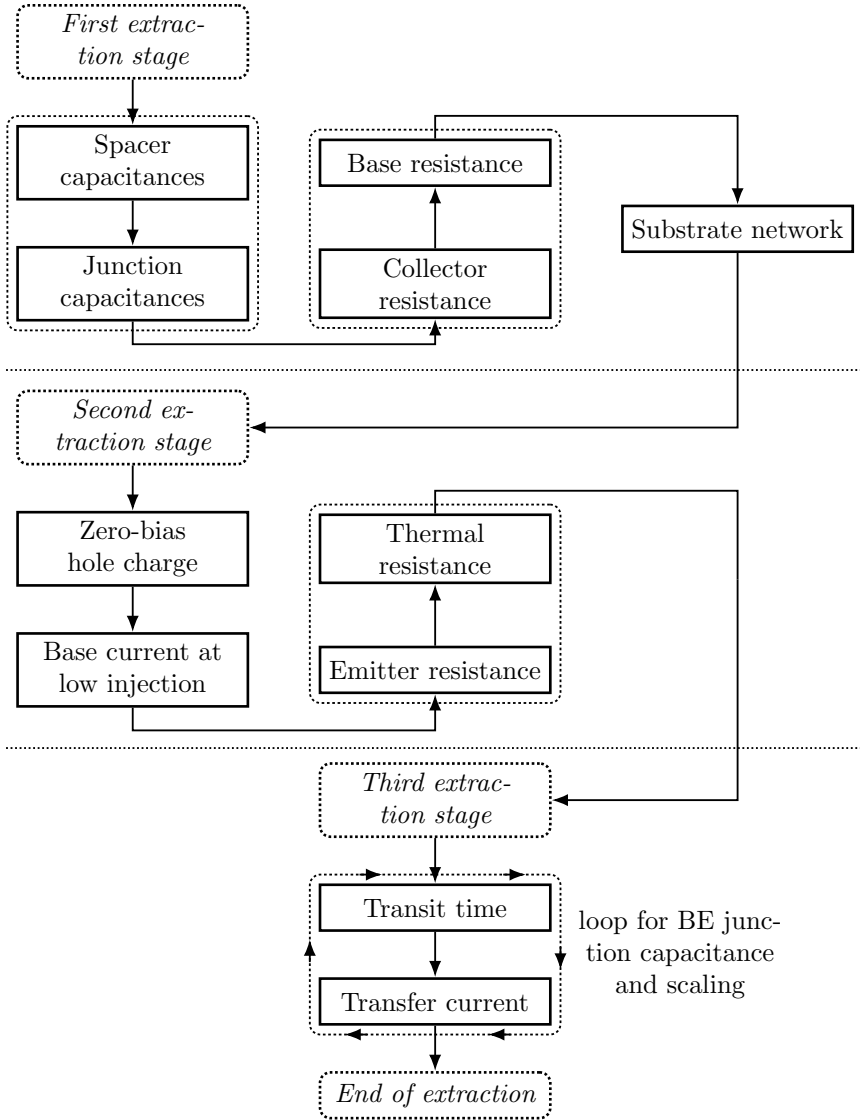 First extrac-
tion stage
Spacer
capacitances
Junction
capacitances
Base resistance
Collector
resistance
Substrate network
Second ex-
traction stage
Zero-bias
hole charge
Base current at
low injection
Thermal
resistance
Emitter resistance
Third extrac-
tion stage
Transit time
Transfer current
loop for BE junc-
tion capacitance
and scaling
End of extraction